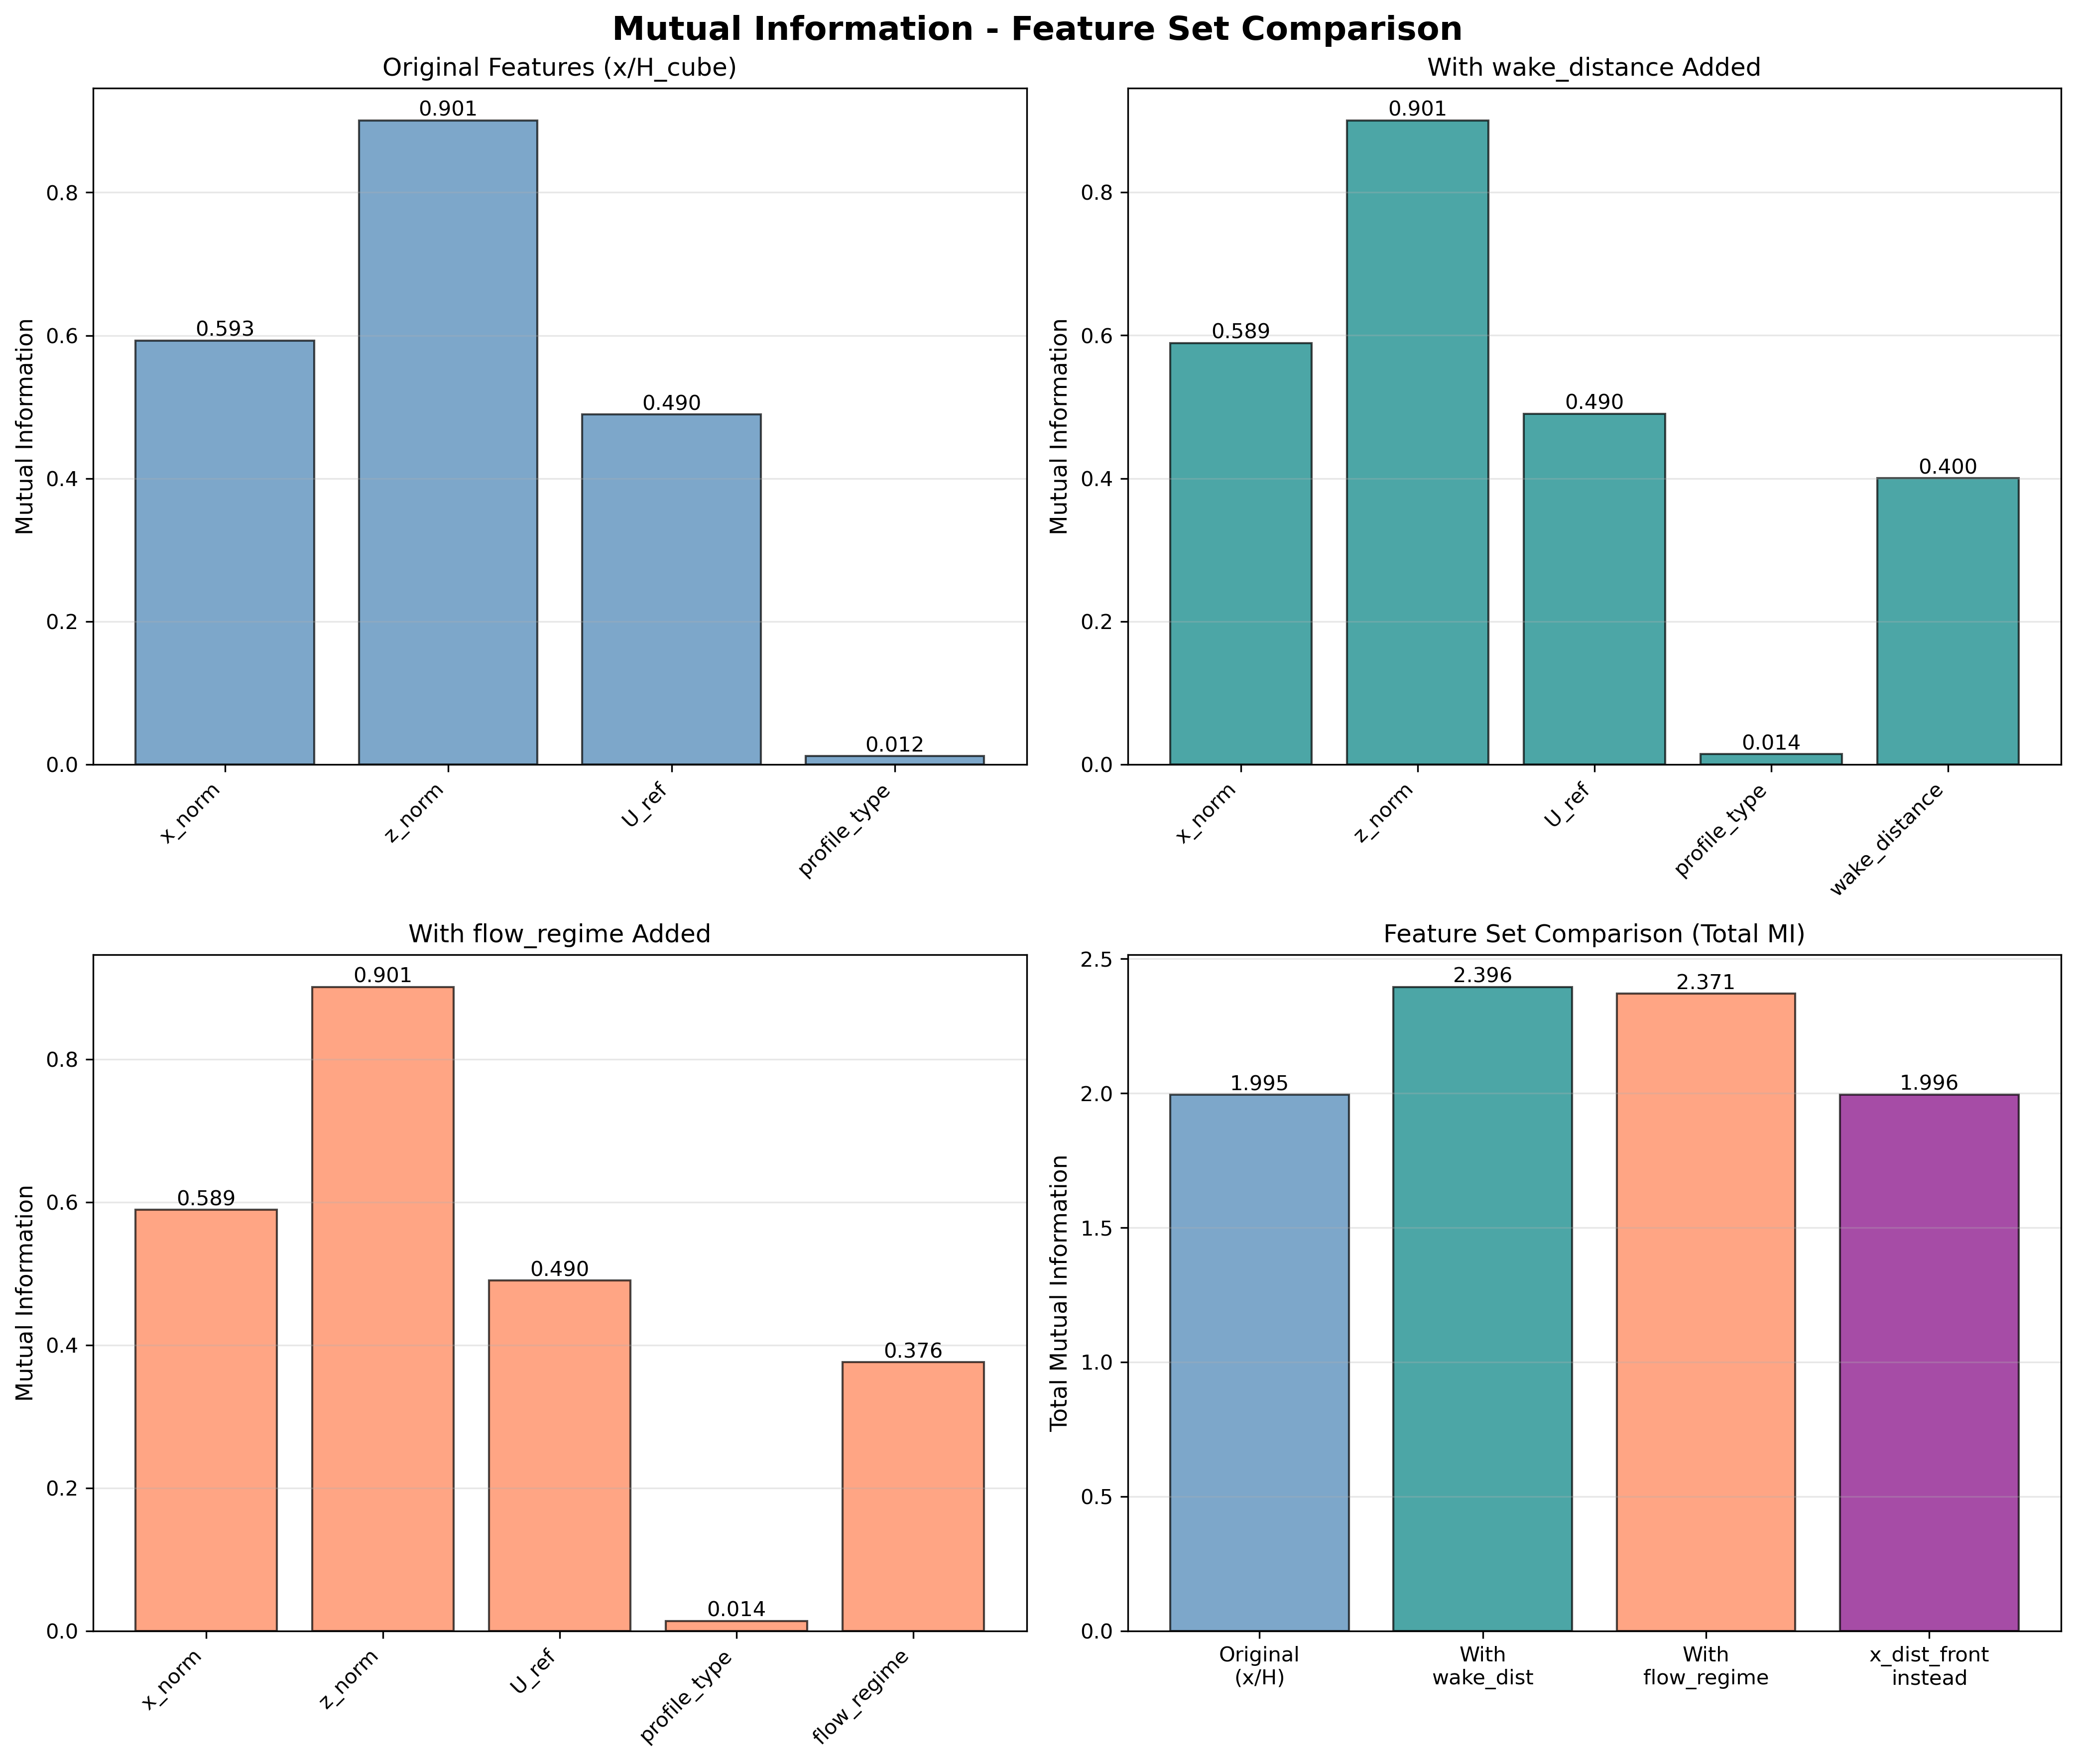 Mutual Information - Feature Set Comparison
Original Features (x/H_cube)
Mutual Information
0.8
0.6
0.4
0.2
0.0
0.593
0.901
0.490
0.012
x_norm
z_norm
U_ref
profile_type
With wake_distance Added
Mutual Information
0.8
0.6
0.4
0.2
0.0
0.589
0.901
0.490
0.014
0.400
x_norm
z_norm
U_ref
profile_type
wake_distance
With flow_regime Added
Mutual Information
0.8
0.6
0.4
0.2
0.0
0.589
0.901
0.490
0.014
0.376
x_norm
z_norm
U_ref
profile_type
flow_regime
Feature Set Comparison (Total MI)
Total Mutual Information
2.5
2.0
1.5
1.0
0.5
0.0
1.995
2.396
2.371
1.996
Original
(x/H)
With
wake_dist
With
flow_regime
x_dist_front
instead